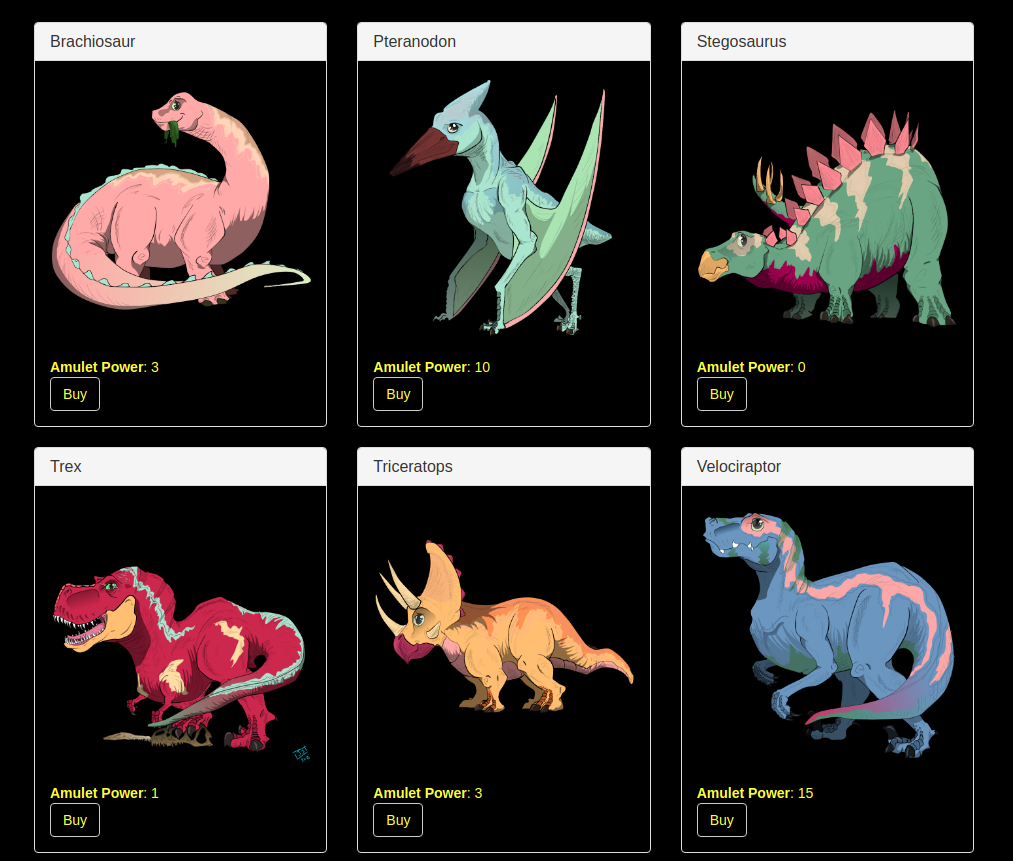 Brachiosaur
Pteranodon
Stegosaurus
Amulet Power: 3
Buy
Amulet Power: 10
Buy
Amulet Power: 0
Buy
Trex
Triceratops
Velociraptor
Amulet Power: 1
Buy
Amulet Power: 3
Buy
Amulet Power: 15
Buy